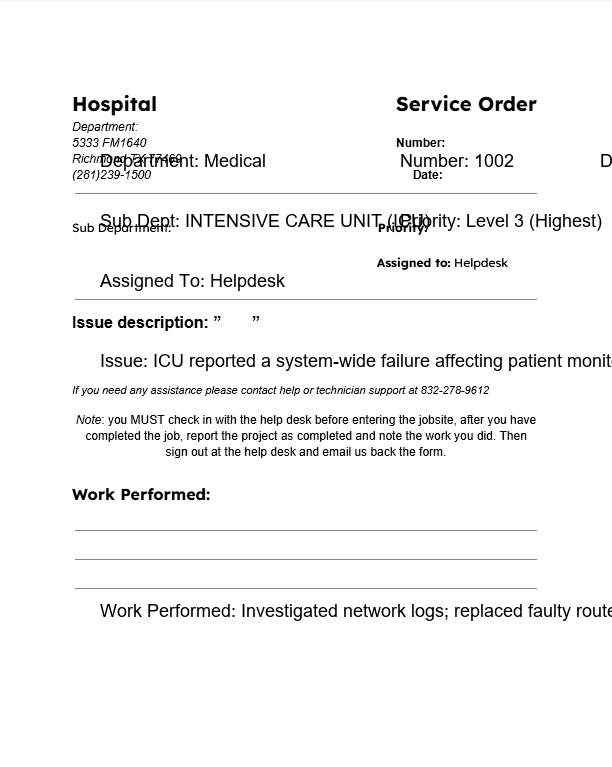 Hospital
Service Order
Department:
5333 FM1640
Number:
Richmond TX 77469
Department: Medical
Number: 1002
D
(281)239-1500
Date:
Sub Dept: INTENSIVE CARE UNIT (ICU)
Priority: Level 3 (Highest)
Sub Department:
Priority:
Assigned to: Helpdesk
Assigned To: Helpdesk
Issue description: ” ”
Issue: ICU reported a system-wide failure affecting patient monit
If you need any assistance please contact help or technician support at 832-278-9612
Note: you MUST check in with the help desk before entering the jobsite, after you have
completed the job, report the project as completed and note the work you did. Then
sign out at the help desk and email us back the form.
Work Performed:
Work Performed: Investigated network logs; replaced faulty route